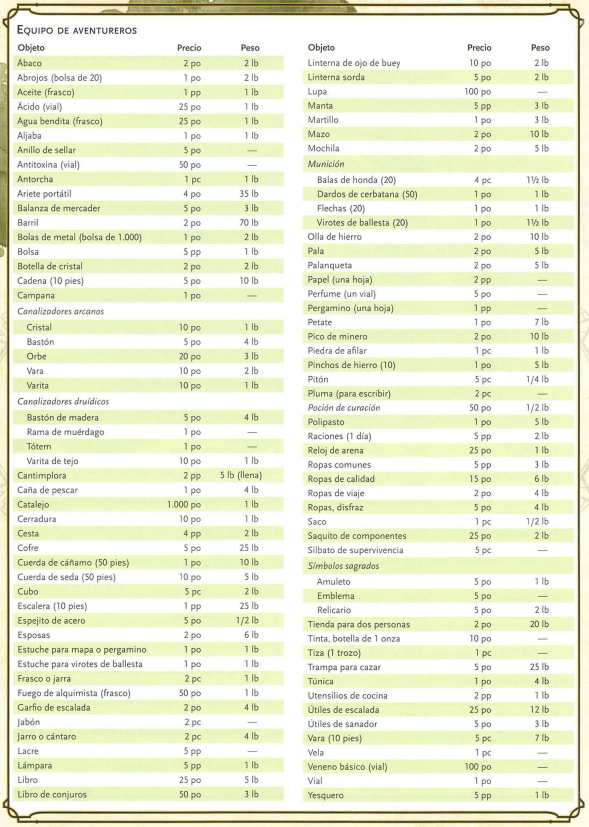 EQUIPO DE AVENTUREROS
Objeto Precio Peso
Ábaco 2 po 2 lb
Abrojos (bolsa de 20) 1 po 2 lb
Aceite (frasco) 1 pp 1 lb
Ácido (vial) 25 po 1 lb
Agua bendita (frasco) 25 po 1 lb
Aljaba 1 po 1 lb
Anillo de sellar 5 po —
Antitoxina (vial) 50 po —
Antorcha 1 pc 1 lb
Ariete portátil 4 po 35 lb
Balanza de mercader 5 po 3 lb
Barril 2 po 70 lb
Bolas de metal (bolsa de 1.000) 1 po 2 lb
Bolsa 5 pp 1 lb
Botella de cristal 2 po 2 lb
Cadena (10 pies) 5 po 10 lb
Campana 1 po —
Canalizadores arcanos
Cristal 10 po 1 lb
Bastón 5 po 4 lb
Orbe 20 po 3 lb
Vara 10 po 2 lb
Varita 10 po 1 lb
Canalizadores druídicos
Bastón de madera 5 po 4 lb
Rama de muérdago 1 po —
Tótem 1 po —
Varita de tejo 10 po 1 lb
Cantimplora 2 pp 5 lb (llena)
Caña de pescar 1 po 4 lb
Catalejo 1.000 po 1 lb
Cerradura 10 po 1 lb
Cesta 4 pp 2 lb
Cofre 5 po 25 lb
Cuerda de cáñamo (50 pies) 1 po 10 lb
Cuerda de seda (50 pies) 10 po 5 lb
Cubo 5 pc 2 lb
Escalera (10 pies) 1 pp 25 lb
Espejito de acero 5 po 1/2 lb
Esposas 2 po 6 lb
Estuche para mapa o pergamino 1 po 1 lb
Estuche para virotes de ballesta 1 po 1 lb
Frasco o jarra 2 pc 1 lb
Fuego de alquimista (frasco) 50 po 1 lb
Garfio de escalada 2 po 4 lb
Jabón 2 pc —
Jarro o cántaro 2 pc 4 lb
Lacre 5 pp —
Lámpara 5 pp 1 lb
Libro 25 po 5 lb
Libro de conjuros 50 po 3 lb
Objeto Precio Peso
Linterna de ojo de buey 10 po 2 lb
Linterna sorda 5 po 2 lb
Lupa 100 po —
Manta 5 pp 3 lb
Martillo 1 po 3 lb
Mazo 2 po 10 lb
Mochila 2 po 5 lb
Munición
Balas de honda (20) 4 pc 1½ lb
Dardos de cerbatana (50) 1 po 1 lb
Flechas (20) 1 po 1 lb
Virotes de ballesta (20) 1 po 1½ lb
Olla de hierro 2 po 10 lb
Pala 2 po 5 lb
Palanqueta 2 po 5 lb
Papel (una hoja) 2 pp —
Perfume (un vial) 5 po —
Pergamino (una hoja) 1 pp —
Petate 1 po 7 lb
Pico de minero 2 po 10 lb
Piedra de afilar 1 pc 1 lb
Pinchos de hierro (10) 1 po 5 lb
Pitón 5 pc 1/4 lb
Pluma (para escribir) 2 pc —
Poción de curación 50 po 1/2 lb
Polipasto 1 po 5 lb
Raciones (1 día) 5 pp 2 lb
Reloj de arena 25 po 1 lb
Ropas comunes 5 pp 3 lb
Ropas de calidad 15 po 6 lb
Ropas de viaje 2 po 4 lb
Ropas, disfraz 5 po 4 lb
Saco 1 pc 1/2 lb
Saquito de componentes 25 po 2 lb
Silbato de supervivencia 5 pc —
Símbolos sagrados
Amuleto 5 po 1 lb
Emblema 5 po —
Relicario 5 po 2 lb
Tienda para dos personas 2 po 20 lb
Tinta, botella de 1 onza 10 po —
Tiza (1 trozo) 1 pc —
Trampa para cazar 5 po 25 lb
Túnica 1 po 4 lb
Utensilios de cocina 2 pp 1 lb
Útiles de escalada 25 po 12 lb
Útiles de sanador 5 po 3 lb
Vara (10 pies) 5 pc 7 lb
Vela 1 pc —
Veneno básico (vial) 100 po —
Vial 1 po —
Yesquero 5 pp 1 lb